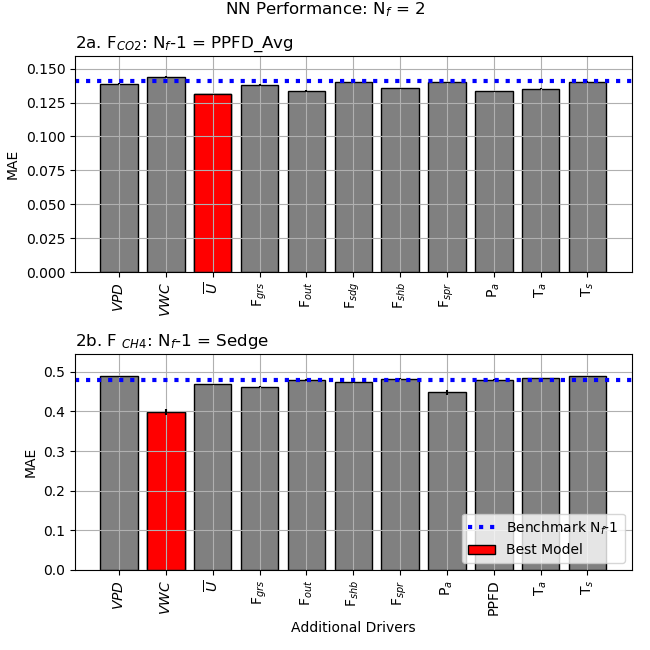 NN Performance: N_f = 2
2a. F_CO2: N_f-1 = PPFD_Avg
0.150
0.125
0.100
0.075
0.050
0.025
0.000
MAE
VPD VWC U̅ F_grs F_out F_sdg F_shb F_spr P_a T_a T_s
2b. F_CH4: N_f-1 = Sedge
0.5
0.4
0.3
0.2
0.1
0.0
MAE
Benchmark N_f-1
Best Model
VPD VWC U̅ F_grs F_out F_shb F_spr P_a PPFD T_a T_s
Additional Drivers